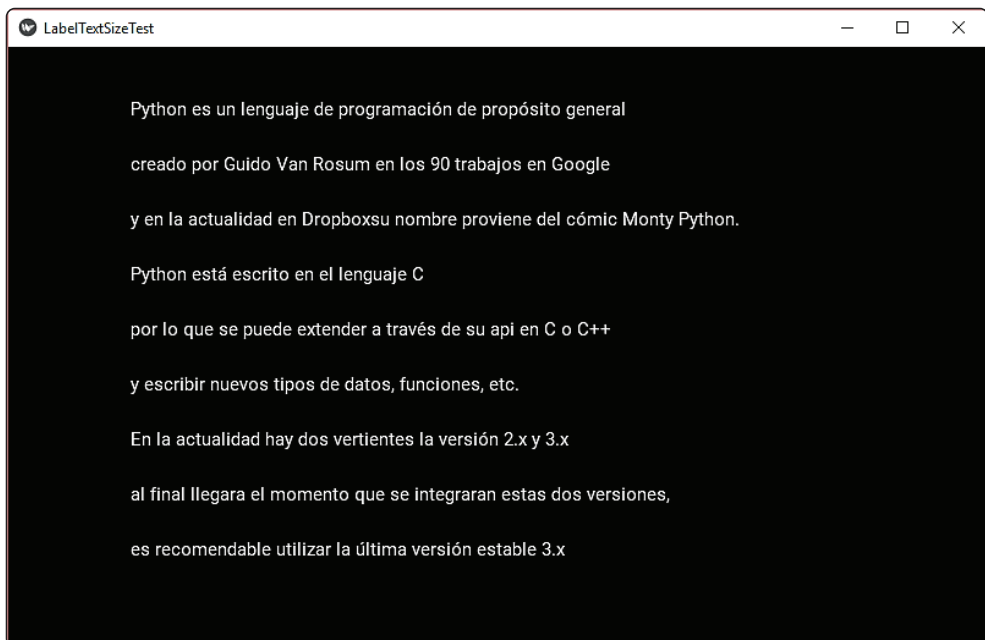 LabelTextSizeTest
Python es un lenguaje de programación de propósito general
creado por Guido Van Rosum en los 90 trabajos en Google
y en la actualidad en Dropboxsu nombre proviene del cómic Monty Python.
Python está escrito en el lenguaje C
por lo que se puede extender a través de su api en C o C++
y escribir nuevos tipos de datos, funciones, etc.
En la actualidad hay dos vertientes la versión 2.x y 3.x
al final llegara el momento que se integraran estas dos versiones,
es recomendable utilizar la última versión estable 3.x